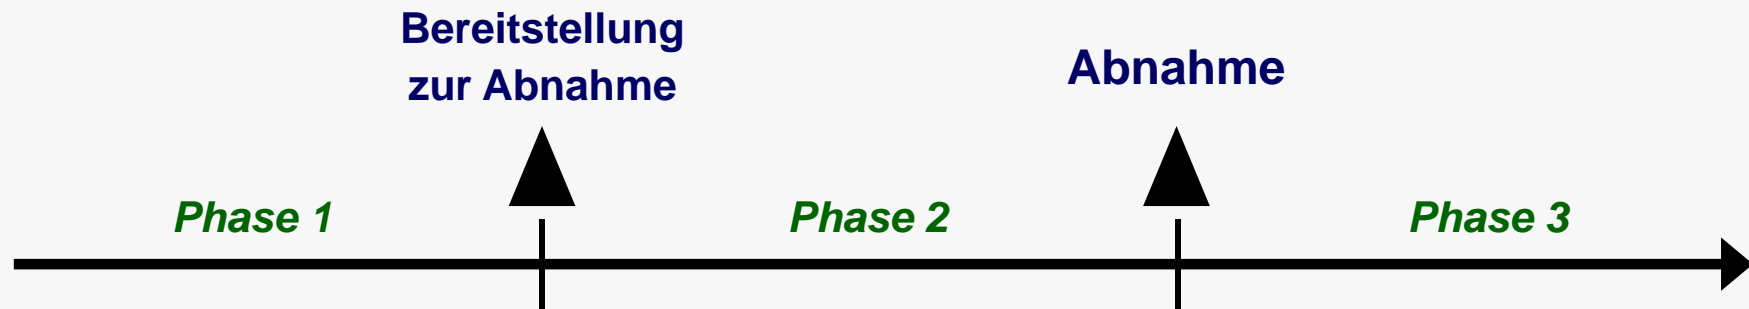 Bereitstellung
zur Abnahme
Abnahme
Phase 1
Phase 2
Phase 3